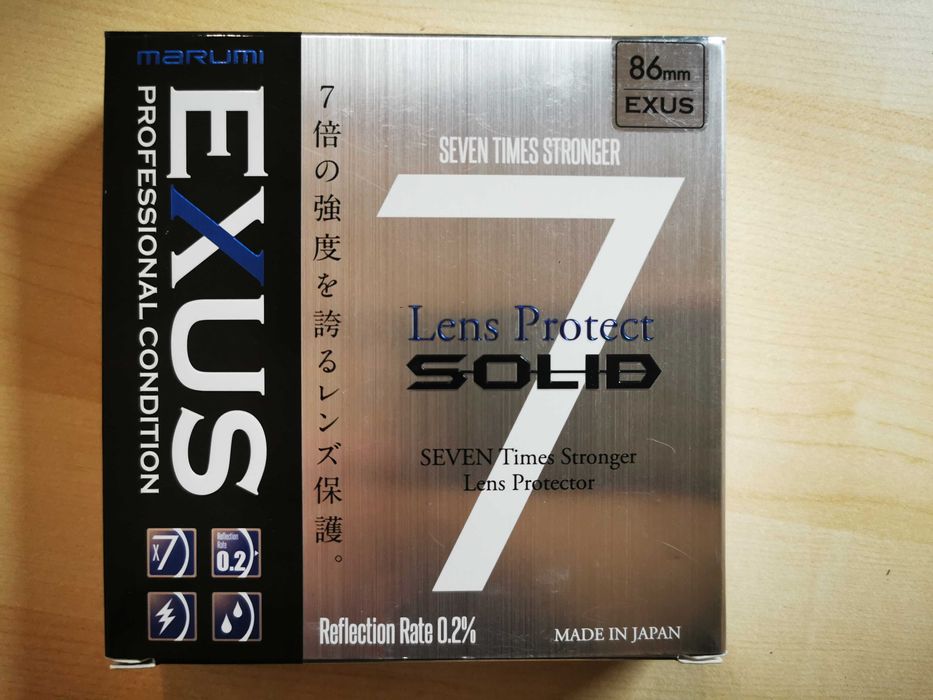 marumi
EXUS
PROFESSIONAL CONDITION
x7
Reflection
Rate
0.2
7倍の強度を誇るレンズ保護。
86mm
EXUS
SEVEN TIMES STRONGER
7
Lens Protect
SOLID
SEVEN Times Stronger
Lens Protector
Reflection Rate 0.2%
MADE IN JAPAN